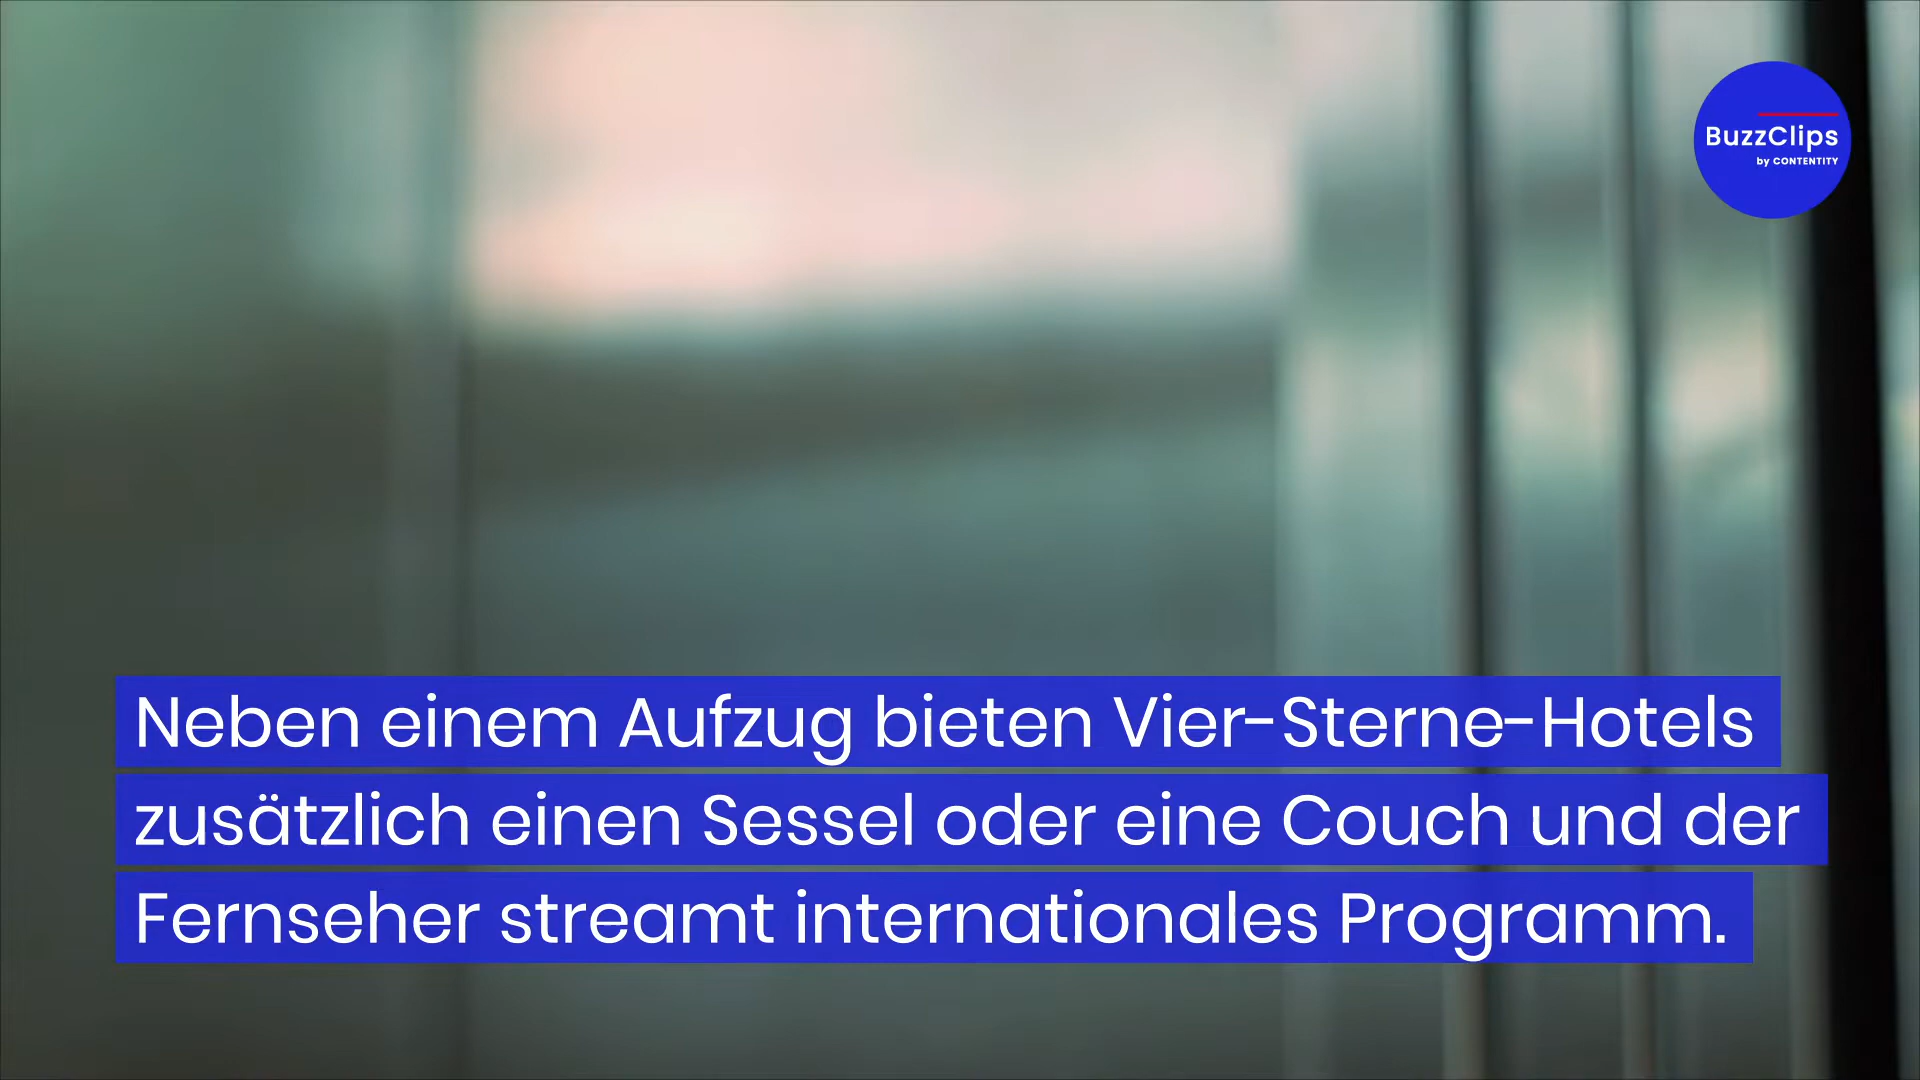 BuzzClips
by CONTENTITY
Neben einem Aufzug bieten Vier-Sterne-Hotels
zusätzlich einen Sessel oder eine Couch und der
Fernseher streamt internationales Programm.